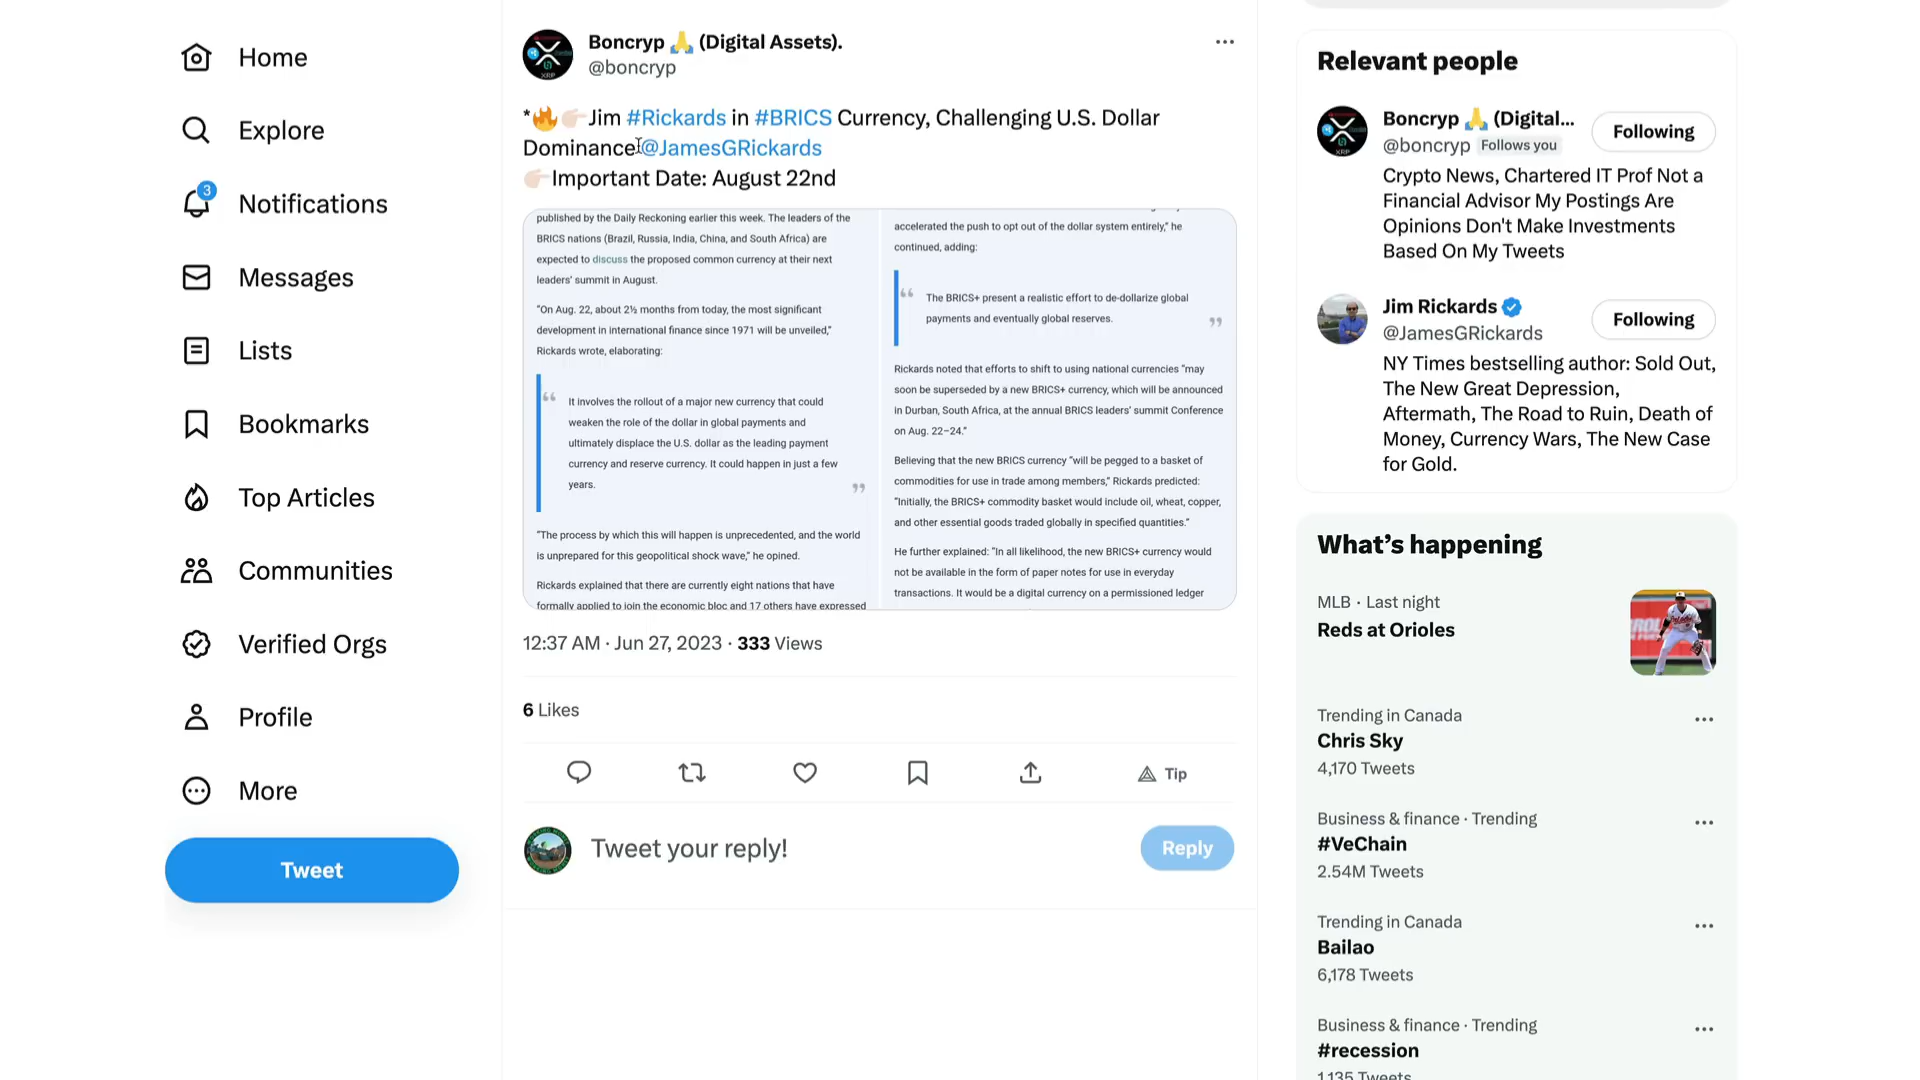 Home
Explore
3
Notifications
Messages
Lists
Bookmarks
Top Articles
Communities
Verified Orgs
Profile
More
Tweet
Boncryp 🙏 (Digital Assets).
@boncryp
*🔥👉🏻Jim #Rickards in #BRICS Currency, Challenging U.S. Dollar
Dominance @JamesGRickards
👉🏻Important Date: August 22nd
published by the Daily Reckoning earlier this week. The leaders of the
BRICS nations (Brazil, Russia, India, China, and South Africa) are
expected to discuss the proposed common currency at their next
leaders' summit in August.
"On Aug. 22, about 2½ months from today, the most significant
development in international finance since 1971 will be unveiled,"
Rickards wrote, elaborating:
It involves the rollout of a major new currency that could
weaken the role of the dollar in global payments and
ultimately displace the U.S. dollar as the leading payment
currency and reserve currency. It could happen in just a few
years.
"The process by which this will happen is unprecedented, and the world
is unprepared for this geopolitical shock wave," he opined.
Rickards explained that there are currently eight nations that have
formally applied to join the economic bloc and 17 others have expressed
accelerated the push to opt out of the dollar system entirely," he
continued, adding:
The BRICS+ present a realistic effort to de-dollarize global
payments and eventually global reserves.
Rickards noted that efforts to shift to using national currencies "may
soon be superseded by a new BRICS+ currency, which will be announced
in Durban, South Africa, at the annual BRICS leaders' summit Conference
on Aug. 22–24."
Believing that the new BRICS currency "will be pegged to a basket of
commodities for use in trade among members," Rickards predicted:
"Initially, the BRICS+ commodity basket would include oil, wheat, copper,
and other essential goods traded globally in specified quantities."
He further explained: "In all likelihood, the new BRICS+ currency would
not be available in the form of paper notes for use in everyday
transactions. It would be a digital currency on a permissioned ledger
12:37 AM · Jun 27, 2023 · 333 Views
6 Likes
Tip
Tweet your reply!
Reply
Relevant people
Boncryp 🙏 (Digital...
@boncryp Follows you
Following
Crypto News, Chartered IT Prof Not a
Financial Advisor My Postings Are
Opinions Don't Make Investments
Based On My Tweets
Jim Rickards
@JamesGRickards
Following
NY Times bestselling author: Sold Out,
The New Great Depression,
Aftermath, The Road to Ruin, Death of
Money, Currency Wars, The New Case
for Gold.
What's happening
MLB · Last night
Reds at Orioles
Trending in Canada
Chris Sky
4,170 Tweets
Business & finance · Trending
#VeChain
2.54M Tweets
Trending in Canada
Bailao
6,178 Tweets
Business & finance · Trending
#recession
1,135 Tweets